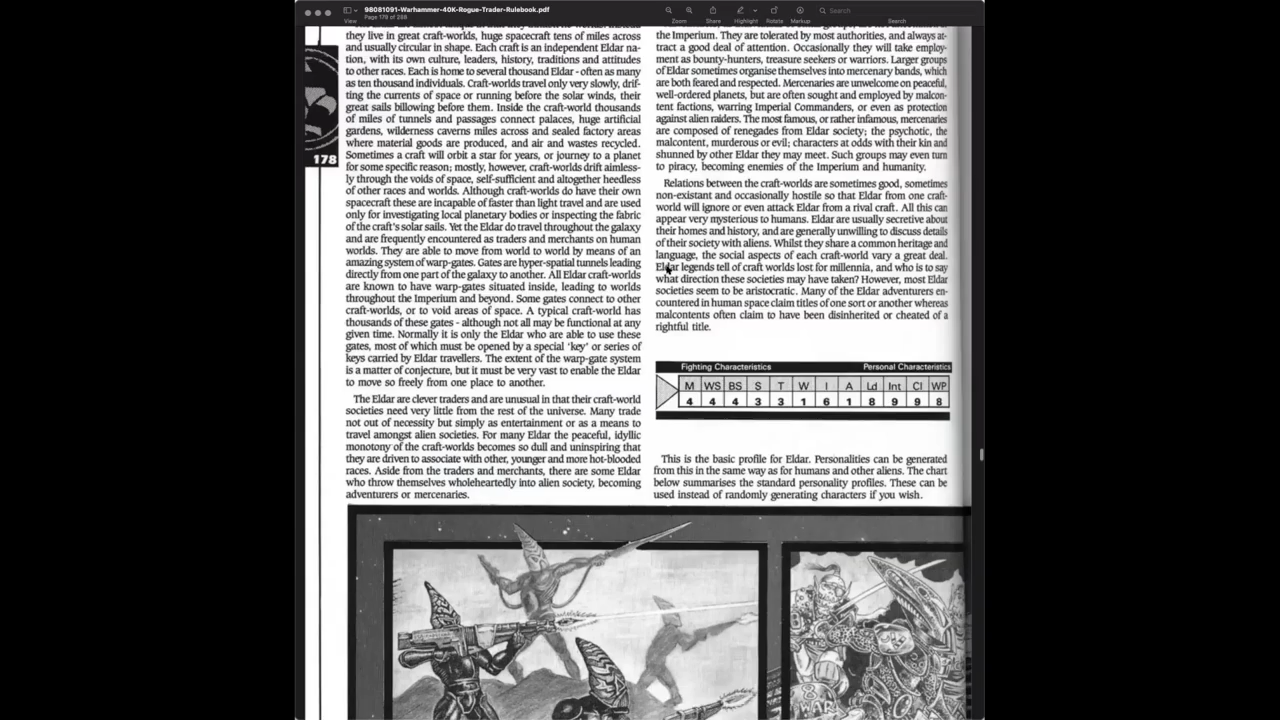 98081091-Warhammer-40K-Rogue-Trader-Rulebook.pdf
Page 179 of 288
View
Zoom
Share
Highlight
Rotate
Markup
Search
Search
178
they live in great craft-worlds, huge spacecraft tens of miles across
and usually circular in shape. Each craft is an independent Eldar na-
tion, with its own culture, leaders, history, traditions and attitudes
to other races. Each is home to several thousand Eldar - often as many
as ten thousand individuals. Craft-worlds travel only very slowly, drif-
ting the currents of space or running before the solar winds, their
great sails billowing before them. Inside the craft-world thousands
of miles of tunnels and passages connect palaces, huge artificial
gardens, wilderness caverns miles across and sealed factory areas
where material goods are produced, and air and wastes recycled.
Sometimes a craft will orbit a star for years, or journey to a planet
for some specific reason; mostly, however, craft-worlds drift aimless-
ly through the voids of space, self-sufficient and altogether heedless
of other races and worlds. Although craft-worlds do have their own
spacecraft these are incapable of faster than light travel and are used
only for investigating local planetary bodies or inspecting the fabric
of the craft's solar sails. Yet the Eldar do travel throughout the galaxy
and are frequently encountered as traders and merchants on human
worlds. They are able to move from world to world by means of an
amazing system of warp-gates. Gates are hyper-spatial tunnels leading
directly from one part of the galaxy to another. All Eldar craft-worlds
are known to have warp-gates situated inside, leading to worlds
throughout the Imperium and beyond. Some gates connect to other
craft-worlds, or to void areas of space. A typical craft-world has
thousands of these gates - although not all may be functional at any
given time. Normally it is only the Eldar who are able to use these
gates, most of which must be opened by a special 'key' or series of
keys carried by Eldar travellers. The extent of the warp-gate system
is a matter of conjecture, but it must be very vast to enable the Eldar
to move so freely from one place to another.
The Eldar are clever traders and are unusual in that their craft-world
societies need very little from the rest of the universe. Many trade
not out of necessity but simply as entertainment or as a means to
travel amongst alien societies. For many Eldar the peaceful, idyllic
monotony of the craft-worlds becomes so dull and uninspiring that
they are driven to associate with other, younger and more hot-blooded
races. Aside from the traders and merchants, there are some Eldar
who throw themselves wholeheartedly into alien society, becoming
adventurers or mercenaries.
the Imperium. They are tolerated by most authorities, and always at-
tract a good deal of attention. Occasionally they will take employ-
ment as bounty-hunters, treasure seekers or warriors. Larger groups
of Eldar sometimes organise themselves into mercenary bands, which
are both feared and respected. Mercenaries are unwelcome on peaceful,
well-ordered planets, but are often sought and employed by malcon-
tent factions, warring Imperial Commanders, or even as protection
against alien raiders. The most famous, or rather infamous, mercenaries
are composed of renegades from Eldar society; the psychotic, the
malcontent, murderous or evil; characters at odds with their kin and
shunned by other Eldar they may meet. Such groups may even turn
to piracy, becoming enemies of the Imperium and humanity.
Relations between the craft-worlds are sometimes good, sometimes
non-existant and occasionally hostile so that Eldar from one craft-
world will ignore or even attack Eldar from a rival craft. All this can
appear very mysterious to humans. Eldar are usually secretive about
their homes and history, and are generally unwilling to discuss details
of their society with aliens. Whilst they share a common heritage and
language, the social aspects of each craft-world vary a great deal.
Eldar legends tell of craft worlds lost for millennia, and who is to say
what direction these societies may have taken? However, most Eldar
societies seem to be aristocratic. Many of the Eldar adventurers en-
countered in human space claim titles of one sort or another whereas
malcontents often claim to have been disinherited or cheated of a
rightful title.
Fighting Characteristics Personal Characteristics
M WS BS S T W I A Ld Int Cl WP
4 4 4 3 3 1 6 1 8 9 9 8
This is the basic profile for Eldar. Personalities can be generated
from this in the same way as for humans and other aliens. The chart
below summarises the standard personality profiles. These can be
used instead of randomly generating characters if you wish.
8
WAR